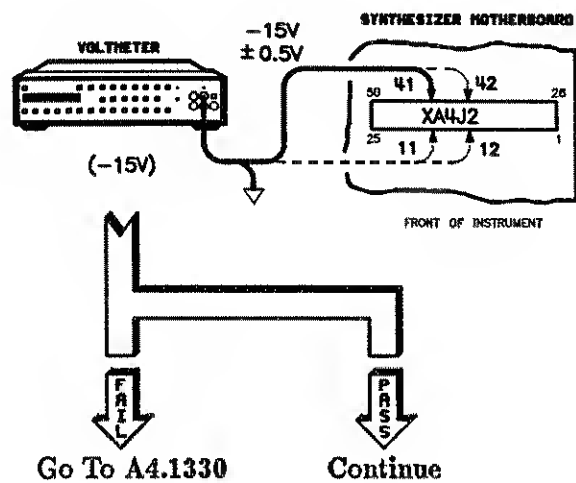 SYNTHESIZER MOTHERBOARD
VOLTMETER
-15V
± 0.5V
41
42
50
26
XA4J2
25
11
12
1
(-15V)
FRONT OF INSTRUMENT
FAIL
PASS
Go To A4.1330
Continue